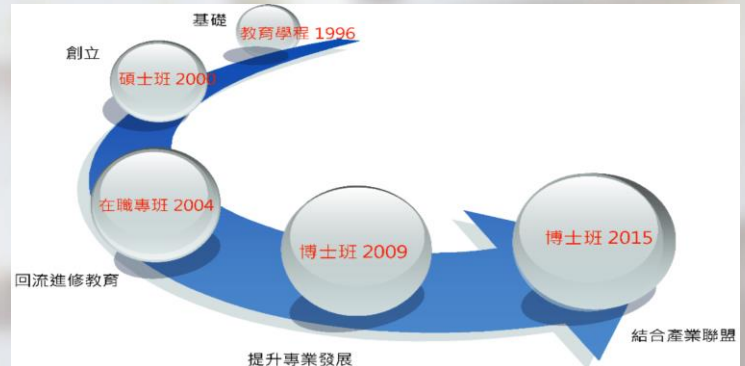 基礎
教育學程 1996
創立
碩士班 2000
在職專班 2004
回流進修教育
博士班 2009
提升專業發展
博士班 2015
結合產業聯盟